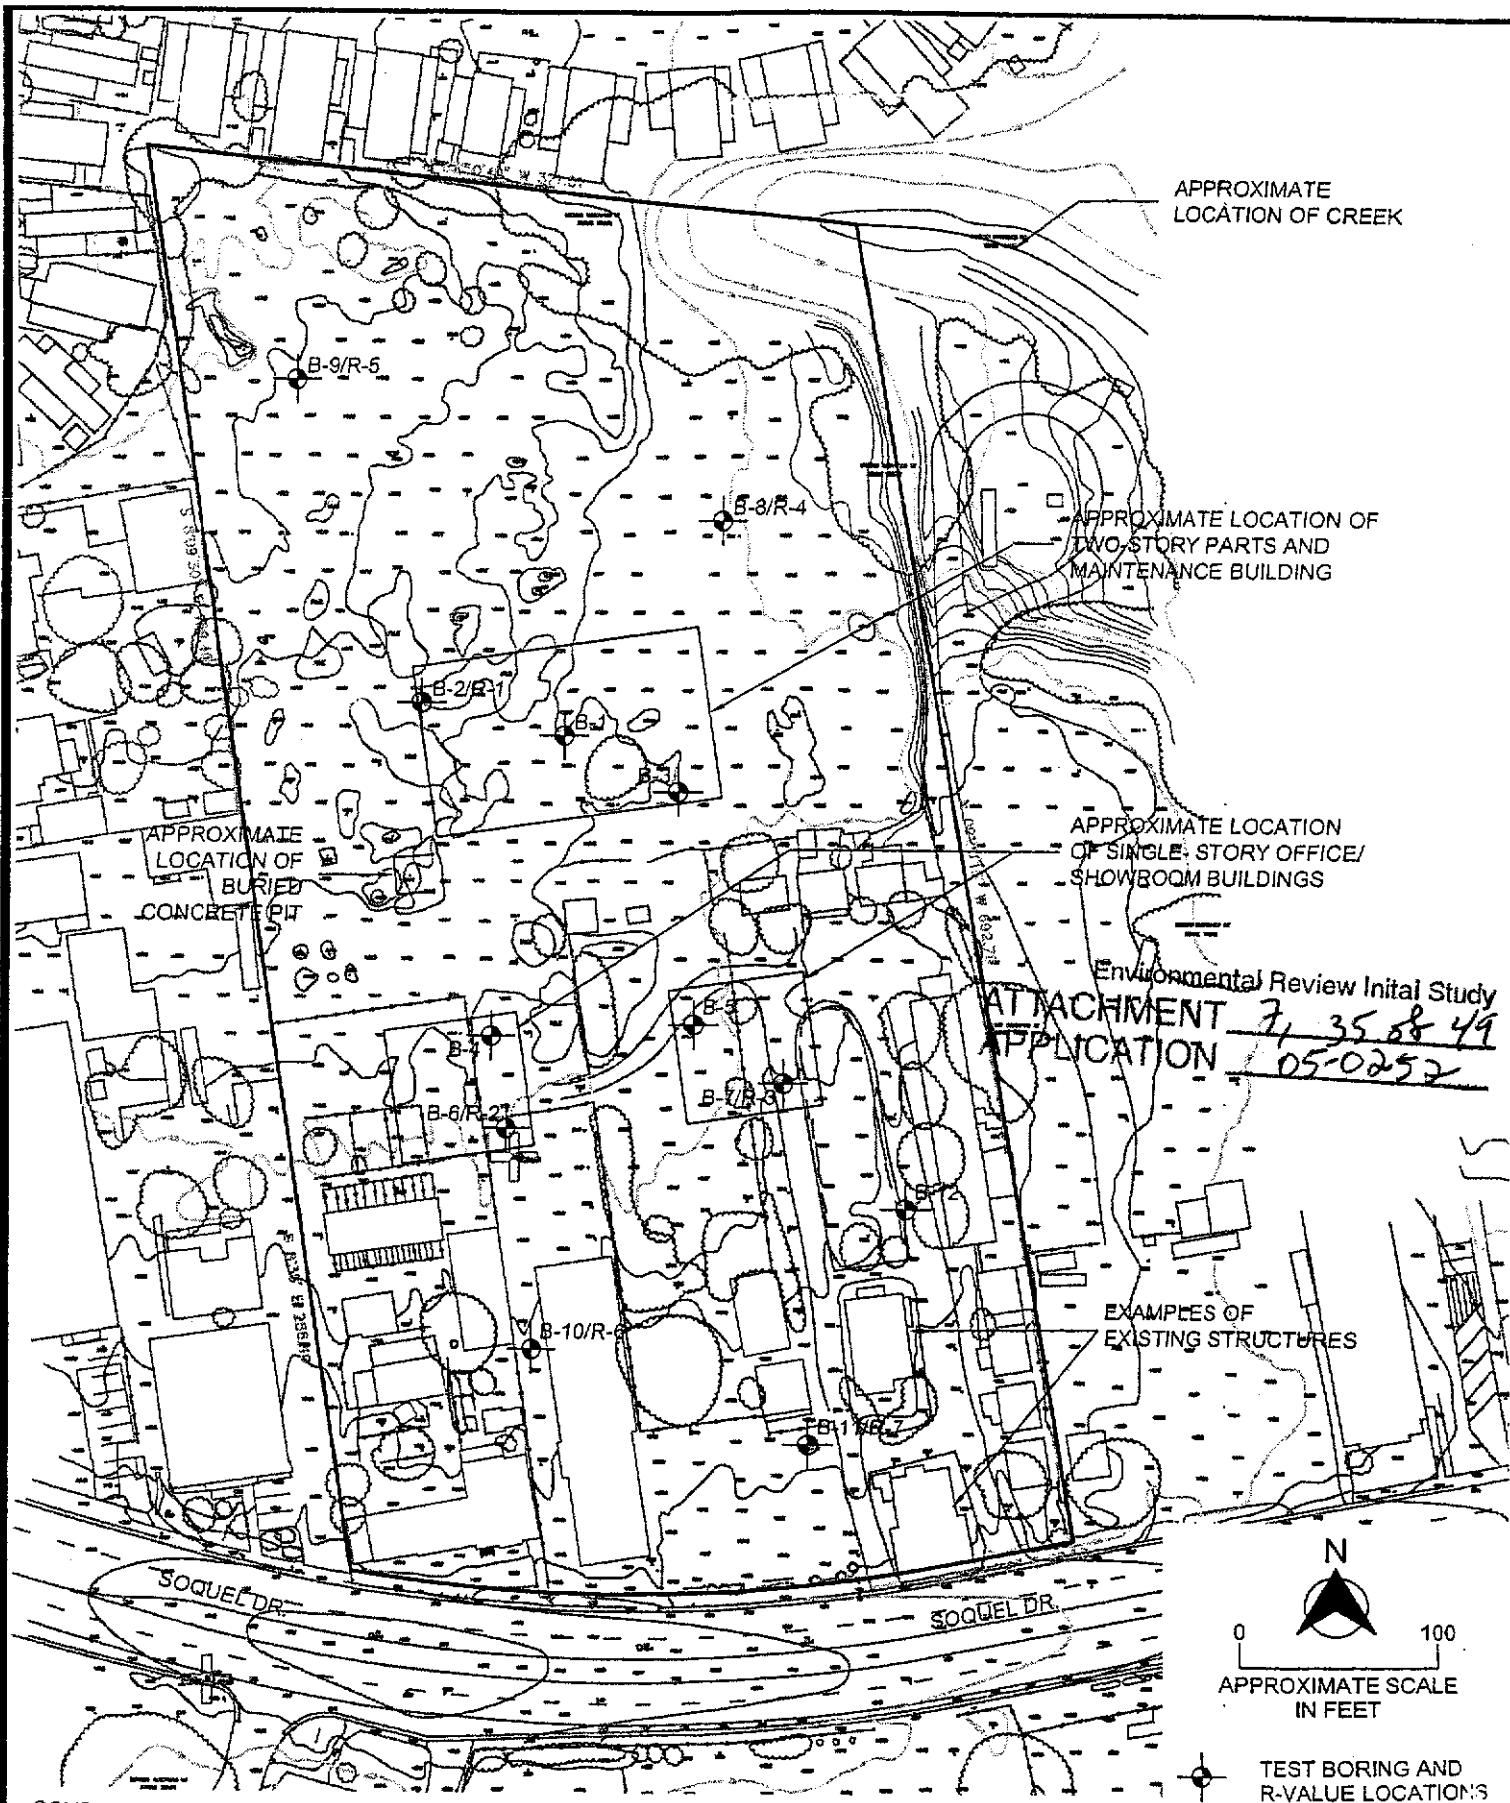 APPROXIMATE
LOCATION OF CREEK
B-9/R-5
B-8/R-4
APPROXIMATE LOCATION OF
TWO-STORY PARTS AND
MAINTENANCE BUILDING
B-2/R-1
B-1
B-3
APPROXIMATE
LOCATION OF
BURIED
CONCRETE PIT
APPROXIMATE LOCATION
OF SINGLE- STORY OFFICE/
SHOWROOM BUILDINGS
Environmental Review Inital Study
ATTACHMENT 7, 35 of 49
APPLICATION 05-0252
B-4
B-5
B-7/R-3
B-6/R-2
B-12
EXAMPLES OF
EXISTING STRUCTURES
B-10/R-6
B-11/R-7
SOQUEL DR.
SOQUEL DR.
N
0 100
APPROXIMATE SCALE
IN FEET
TEST BORING AND
R-VALUE LOCATIONS